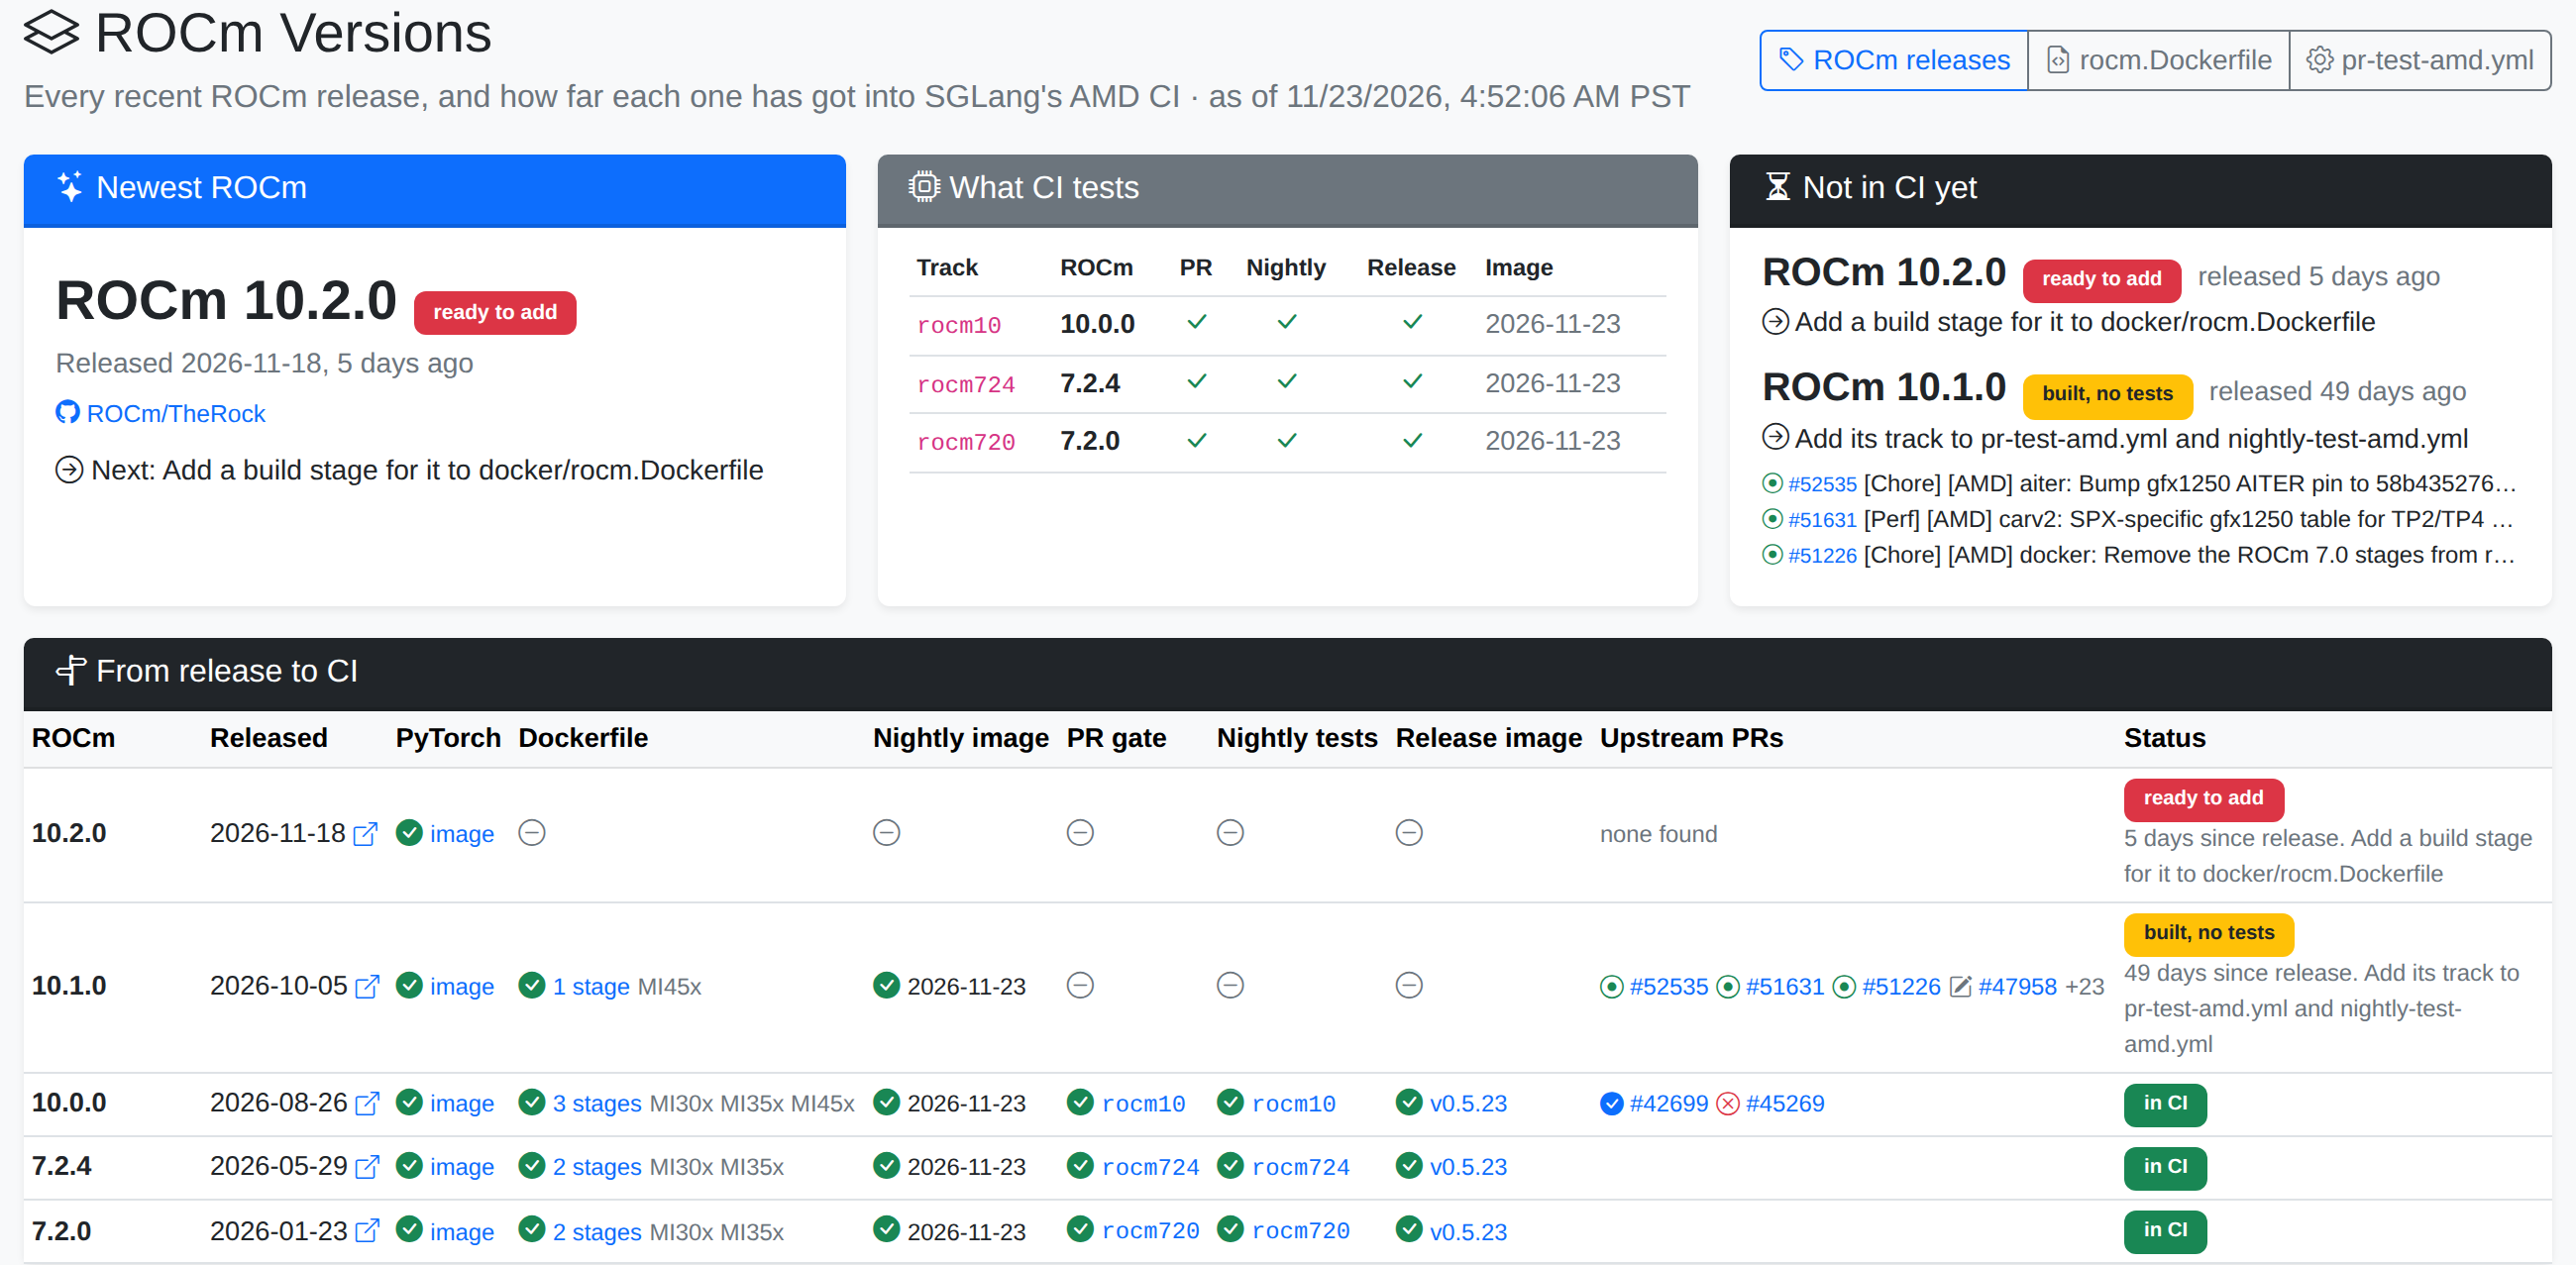 ROCm Versions
Every recent ROCm release, and how far each one has got into SGLang's AMD CI · as of 11/23/2026, 4:52:06 AM PST
ROCm releases rocm.Dockerfile pr-test-amd.yml
Newest ROCm
ROCm 10.2.0 ready to add
Released 2026-11-18, 5 days ago
ROCm/TheRock
Next: Add a build stage for it to docker/rocm.Dockerfile
What CI tests
Track ROCm PR Nightly Release Image
rocm10 10.0.0 2026-11-23
rocm724 7.2.4 2026-11-23
rocm720 7.2.0 2026-11-23
Not in CI yet
ROCm 10.2.0 ready to add released 5 days ago
Add a build stage for it to docker/rocm.Dockerfile
ROCm 10.1.0 built, no tests released 49 days ago
Add its track to pr-test-amd.yml and nightly-test-amd.yml
#52535 [Chore] [AMD] aiter: Bump gfx1250 AITER pin to 58b435276…
#51631 [Perf] [AMD] carv2: SPX-specific gfx1250 table for TP2/TP4 …
#51226 [Chore] [AMD] docker: Remove the ROCm 7.0 stages from r…
From release to CI
ROCm Released PyTorch Dockerfile Nightly image PR gate Nightly tests Release image Upstream PRs Status
10.2.0 2026-11-18 image none found ready to add
5 days since release. Add a build stage
for it to docker/rocm.Dockerfile
10.1.0 2026-10-05 image 1 stage MI45x 2026-11-23 #52535 #51631 #51226 #47958 +23 built, no tests
49 days since release. Add its track to
pr-test-amd.yml and nightly-test-
amd.yml
10.0.0 2026-08-26 image 3 stages MI30x MI35x MI45x 2026-11-23 rocm10 rocm10 v0.5.23 #42699 #45269 in CI
7.2.4 2026-05-29 image 2 stages MI30x MI35x 2026-11-23 rocm724 rocm724 v0.5.23 in CI
7.2.0 2026-01-23 image 2 stages MI30x MI35x 2026-11-23 rocm720 rocm720 v0.5.23 in CI